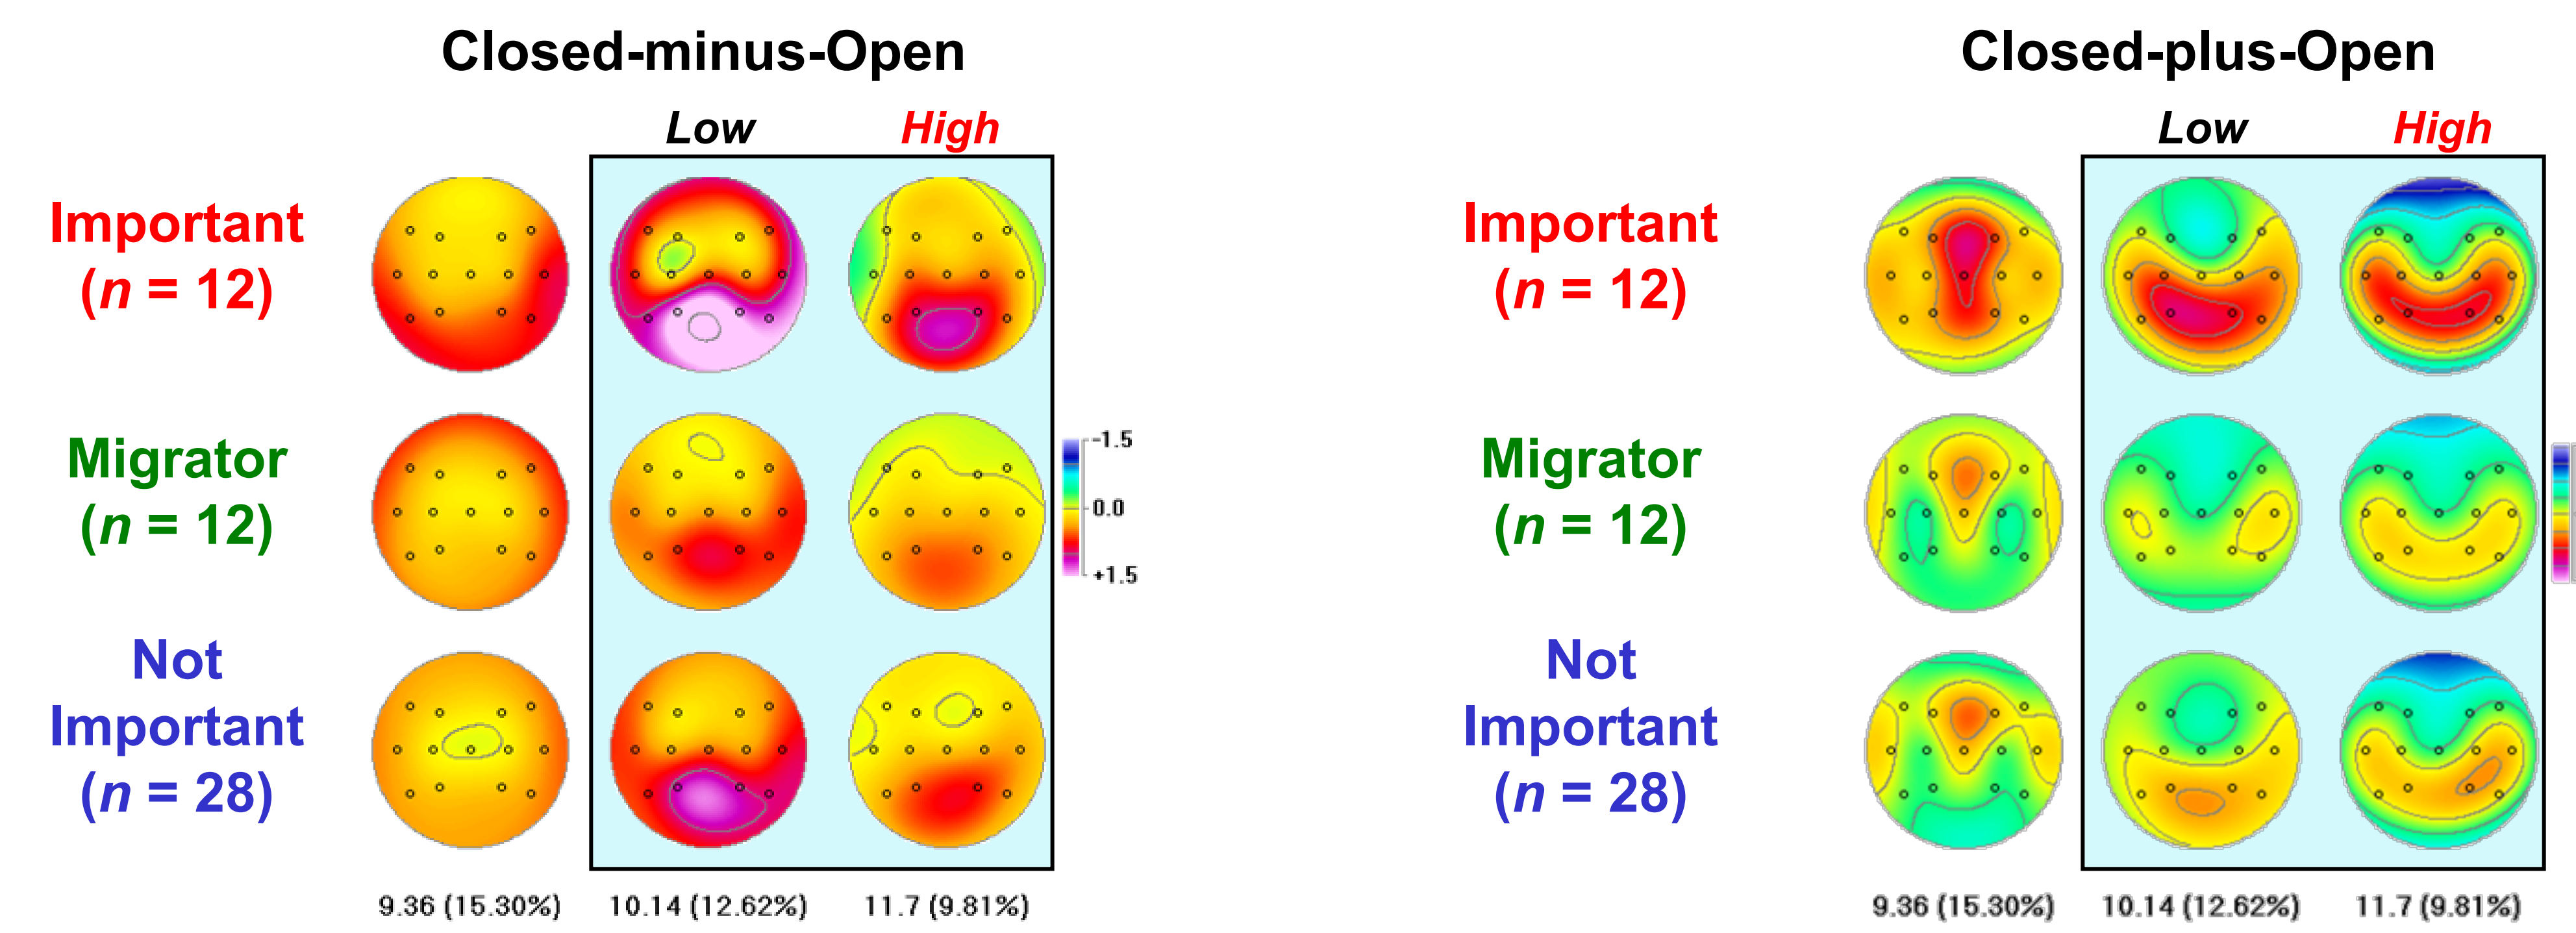 Closed-minus-Open
Low High
Important
(n = 12)
Migrator
(n = 12)
Not
Important
(n = 28)
-1.5
0.0
+1.5
9.36 (15.30%) 10.14 (12.62%) 11.7 (9.81%)
Closed-plus-Open
Low High
Important
(n = 12)
Migrator
(n = 12)
Not
Important
(n = 28)
9.36 (15.30%) 10.14 (12.62%) 11.7 (9.81%)